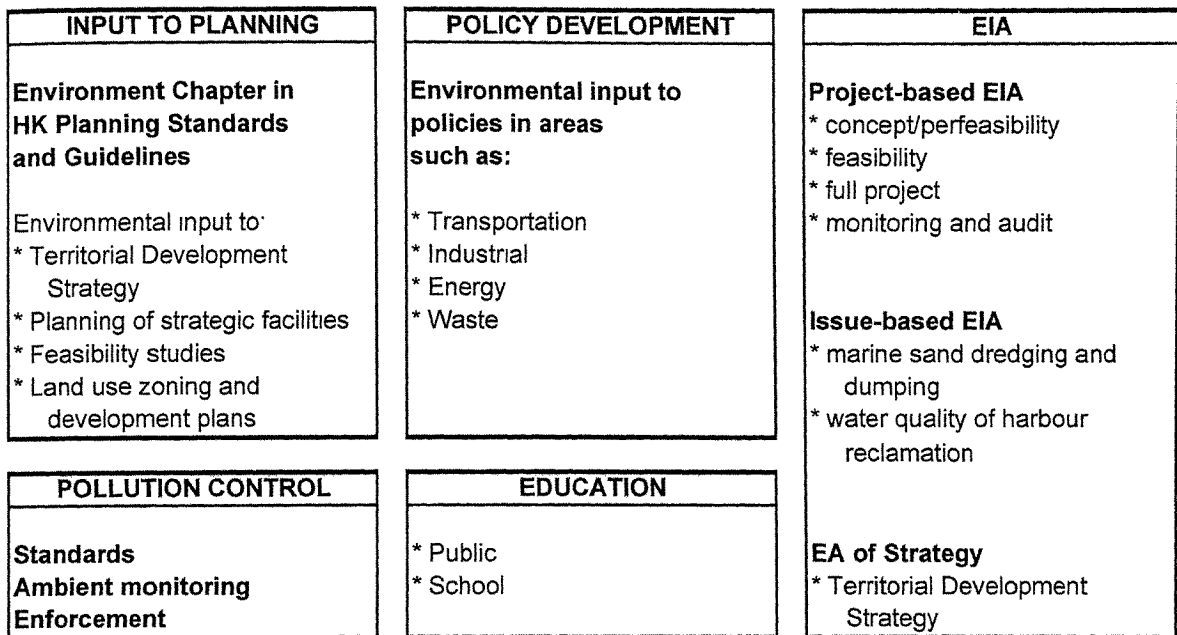 INPUT TO PLANNING
Environment Chapter in
HK Planning Standards
and Guidelines
Environmental input to
* Territorial Development
Strategy
* Planning of strategic facilities
* Feasibility studies
* Land use zoning and
development plans
POLICY DEVELOPMENT
Environmental input to
policies in areas
such as:
* Transportation
* Industrial
* Energy
* Waste
EIA
Project-based EIA
* concept/perfeasibility
* feasibility
* full project
* monitoring and audit
Issue-based EIA
* marine sand dredging and
dumping
* water quality of harbour
reclamation
EA of Strategy
* Territorial Development
Strategy
POLLUTION CONTROL
Standards
Ambient monitoring
Enforcement
EDUCATION
* Public
* School